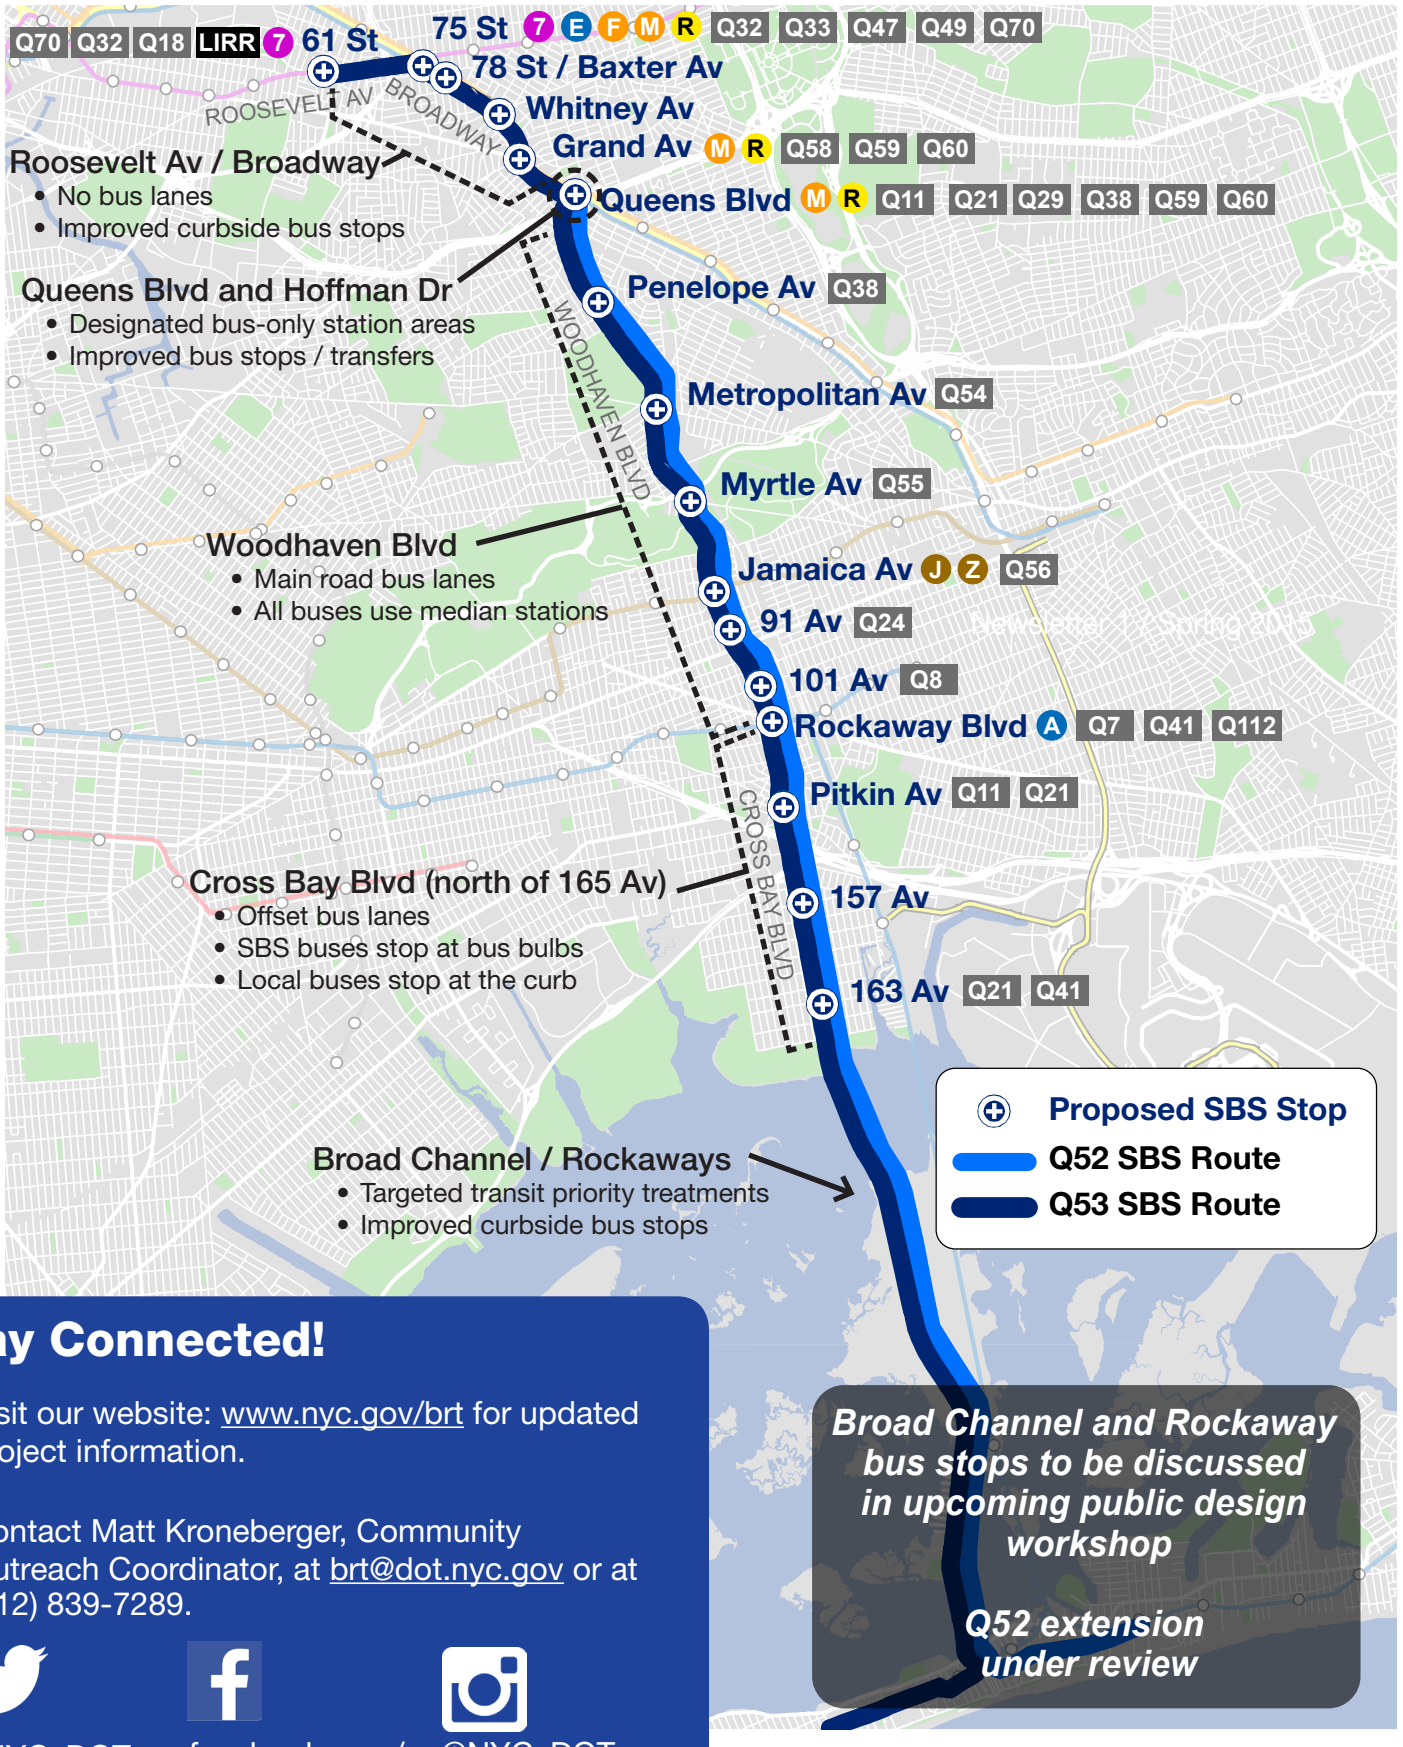 Q70 Q32 Q18 LIRR 7 61 St
75 St 7 E F M R Q32 Q33 Q47 Q49 Q70
78 St / Baxter Av
Whitney Av
Grand Av M R Q58 Q59 Q60
Queens Blvd M R Q11 Q21 Q29 Q38 Q59 Q60
ROOSEVELT AV
BROADWAY
Roosevelt Av / Broadway
• No bus lanes
• Improved curbside bus stops
Queens Blvd and Hoffman Dr
• Designated bus-only station areas
• Improved bus stops / transfers
Penelope Av Q38
WOODHAVEN BLVD
Metropolitan Av Q54
Myrtle Av Q55
Woodhaven Blvd
• Main road bus lanes
• All buses use median stations
Jamaica Av J Z Q56
91 Av Q24
101 Av Q8
Rockaway Blvd A Q7 Q41 Q112
Pitkin Av Q11 Q21
CROSS BAY BLVD
Cross Bay Blvd (north of 165 Av)
• Offset bus lanes
• SBS buses stop at bus bulbs
• Local buses stop at the curb
157 Av
163 Av Q21 Q41
Proposed SBS Stop
Q52 SBS Route
Q53 SBS Route
Broad Channel / Rockaways
• Targeted transit priority treatments
• Improved curbside bus stops
ay Connected!
sit our website: www.nyc.gov/brt for updated
oject information.
ontact Matt Kroneberger, Community
utreach Coordinator, at brt@dot.nyc.gov or at
12) 839-7289.
Broad Channel and Rockaway
bus stops to be discussed
in upcoming public design
workshop
Q52 extension
under review